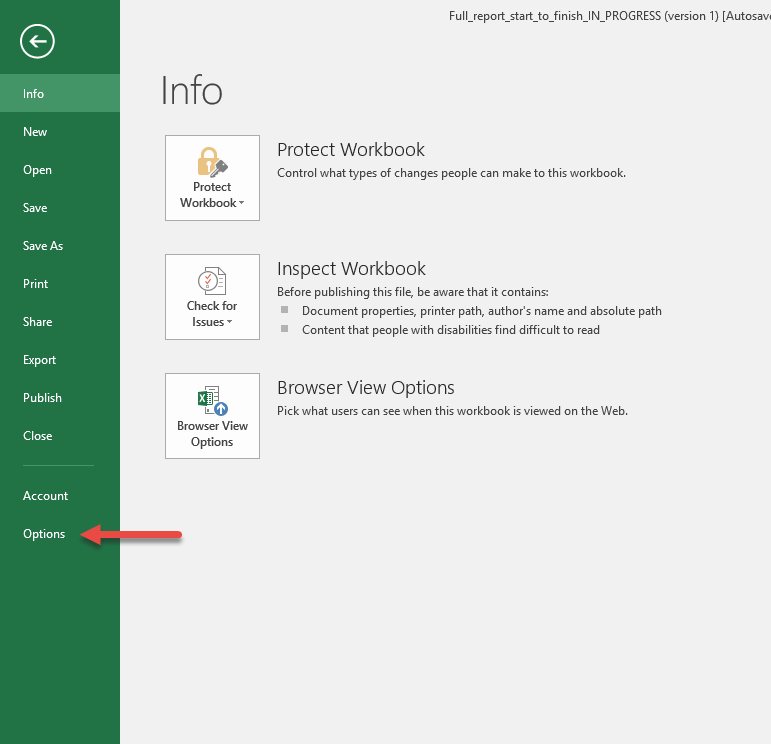 Full_report_start_to_finish_IN_PROGRESS (version 1) [Autosave
Info
New
Open
Save
Save As
Print
Share
Export
Publish
Close
Account
Options
Info
Protect
Workbook
Protect Workbook
Control what types of changes people can make to this workbook.
Check for
Issues
Inspect Workbook
Before publishing this file, be aware that it contains:
Document properties, printer path, author's name and absolute path
Content that people with disabilities find difficult to read
Browser View
Options
Browser View Options
Pick what users can see when this workbook is viewed on the Web.